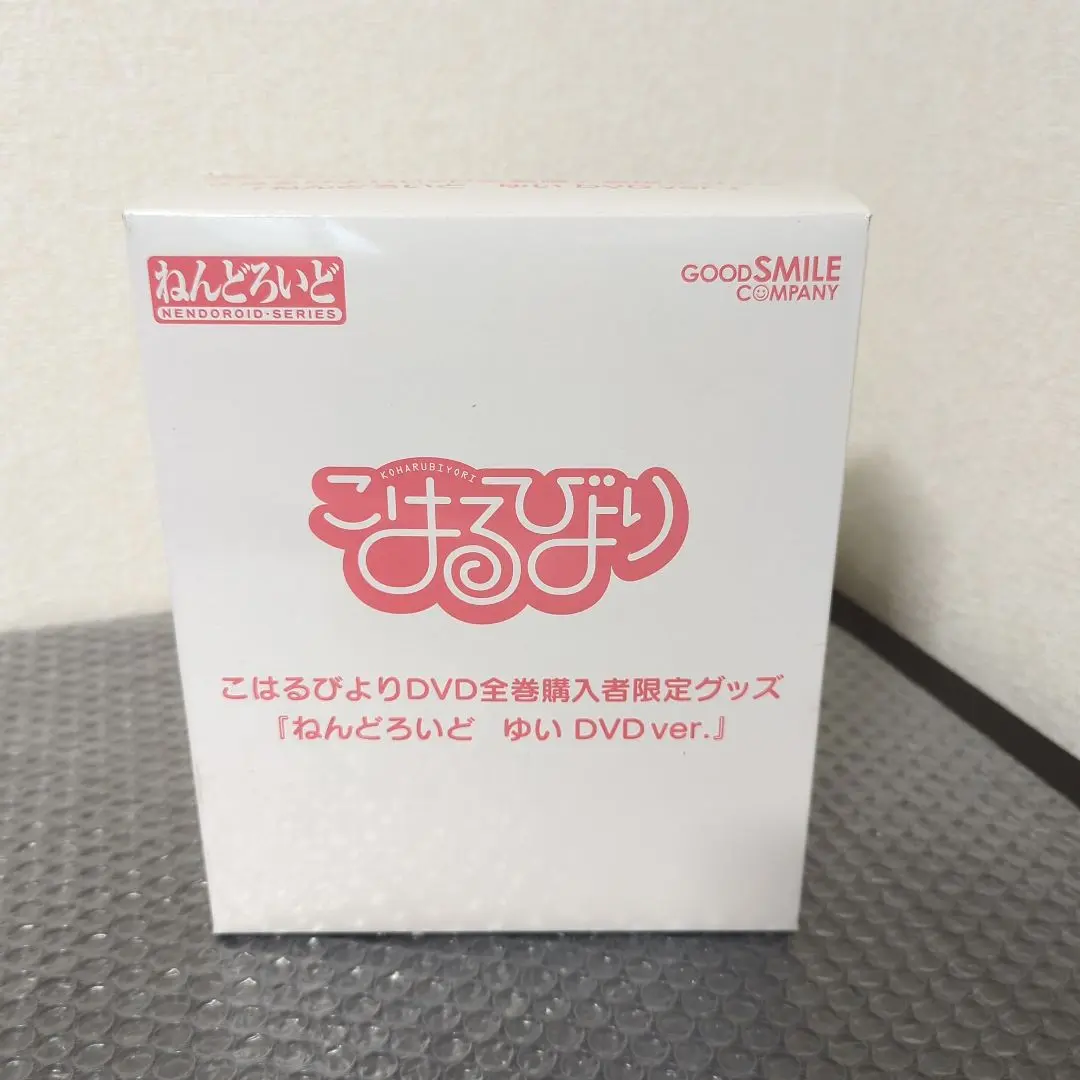 ねんどろいど
NENDOROID·SERIES
GOOD SMILE
COMPANY
KOHARUBIYORI
こはるびより
こはるびよりDVD全巻購入者限定グッズ
『ねんどろいど ゆい DVD ver.』